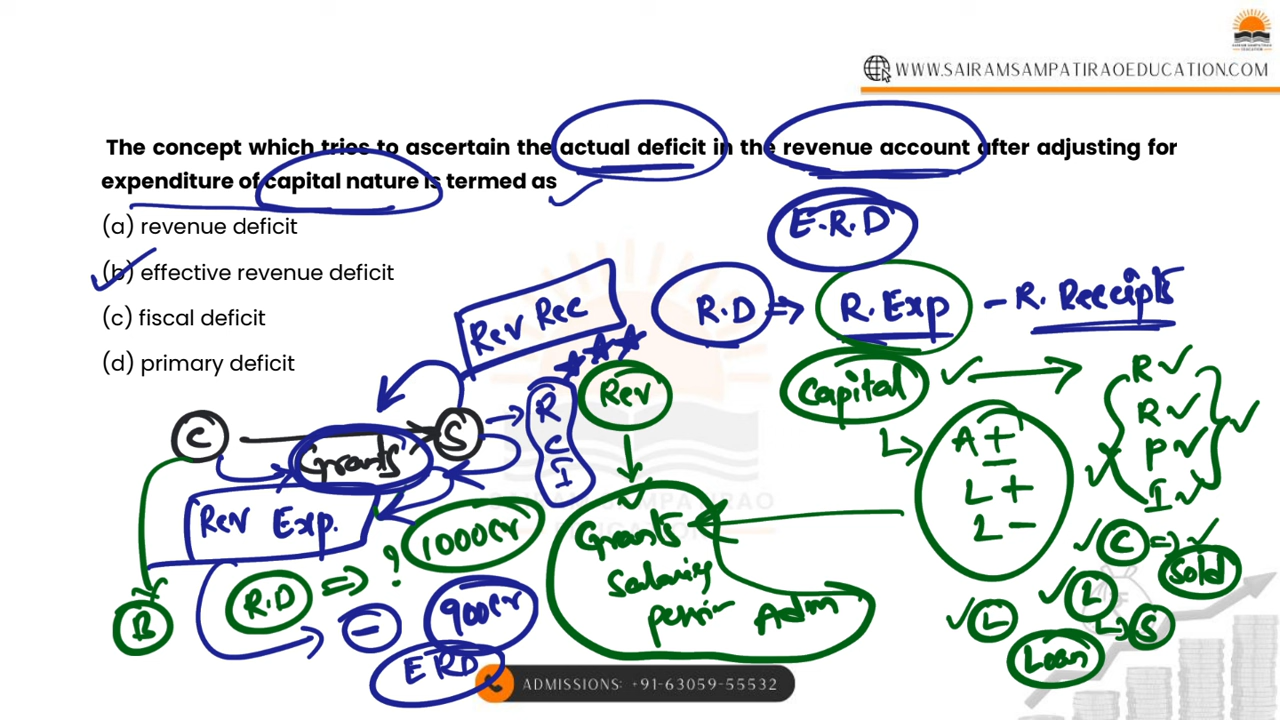 WWW.SAIRAMSAMPATIRAOEDUCATION.COM
The concept which tries to ascertain the actual deficit in the revenue account after adjusting for
expenditure of capital nature is termed as
(a) revenue deficit
(b) effective revenue deficit
(c) fiscal deficit
(d) primary deficit
E.R.D
R.D => R.Exp - R. Receipts
Rev Rec
Rev
Capital
R
R
P
I
C
Grants
S
R
C
I
A +
L +
L -
Rev Exp.
1000cr
Grants
Salaries
Adm
C => Sold
R.D => ?
900cr
B
L
L
S
Loan
ERD
ADMISSIONS: +91-63059-55532